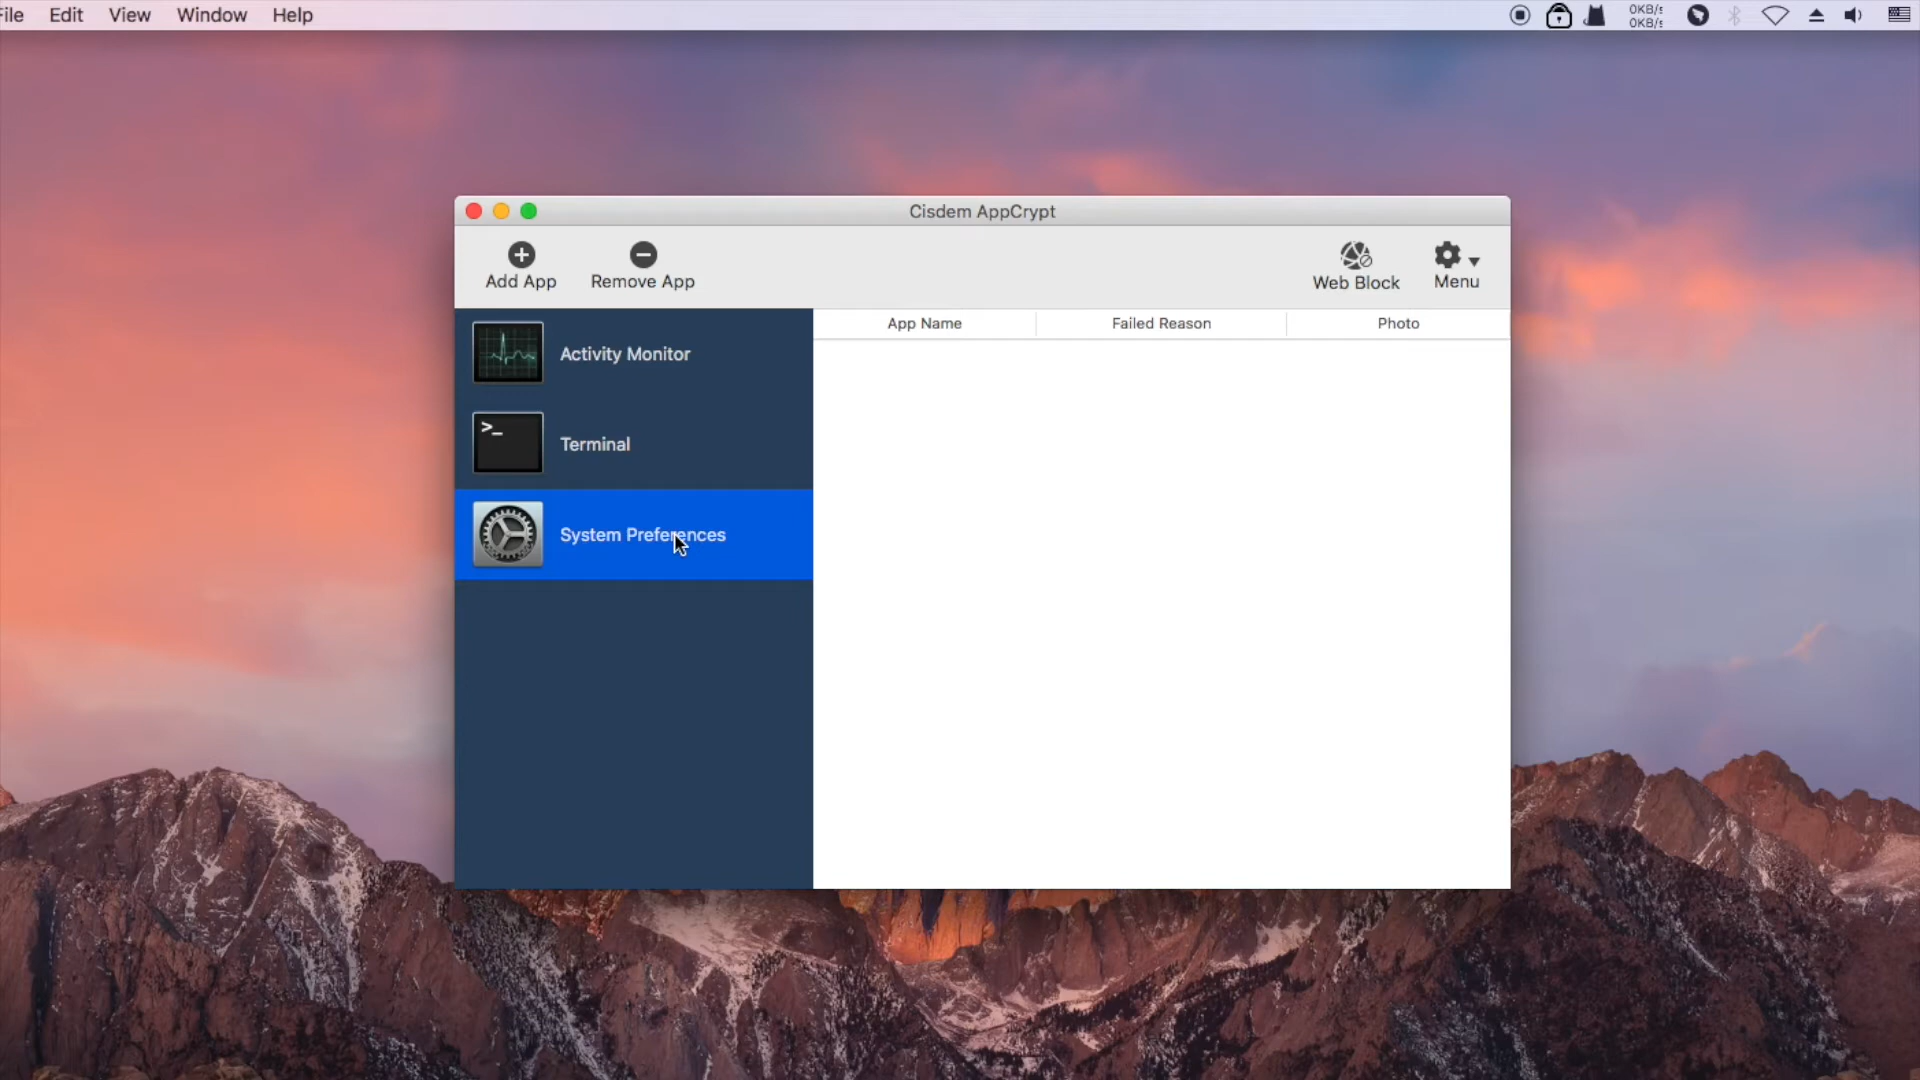 File Edit View Window Help
0KB/s
0KB/s
Cisdem AppCrypt
Add App Remove App Web Block Menu
App Name Failed Reason Photo
Activity Monitor
>_
Terminal
System Preferences